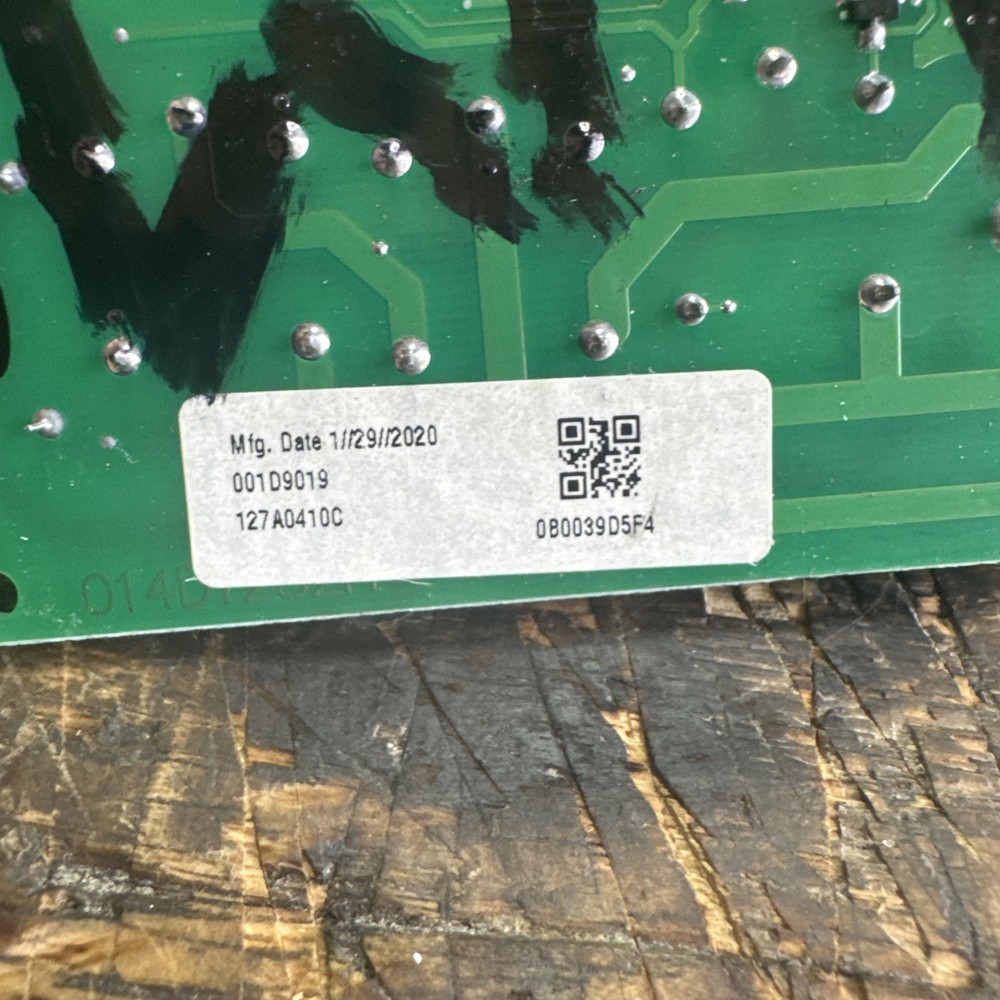 Mfg. Date 1//29//2020
001D9019
127A0410C
0B0039D5F4